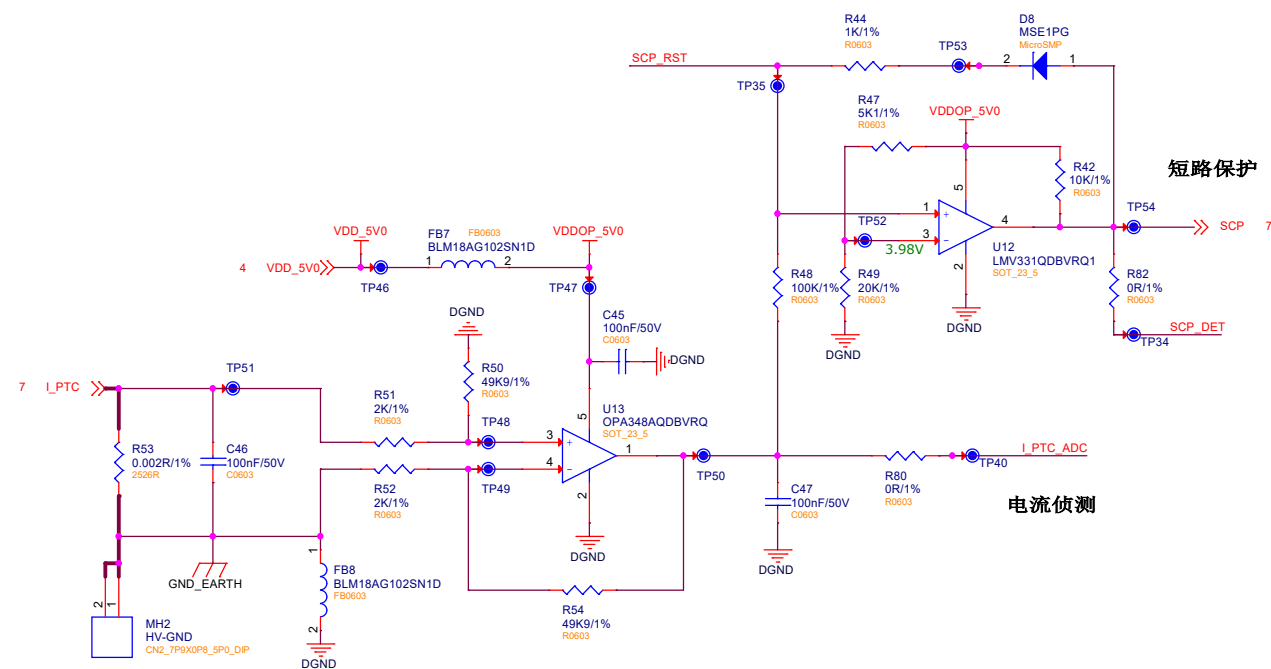 R44
1K/1%
R0603
D8
MSE1PG
MicroSMP
SCP_RST
TP53
2
1
TP35
R47
5K1/1%
R0603
VDDOP_5V0
R42
10K/1%
R0603
短路保护
5
1
+
TP52
3
−
4
3.98V
2
U12
LMV331QDBVRQ1
SOT_23_5
TP54
SCP
7
VDD_5V0
FB7
FB0603
BLM18AG102SN1D
VDDOP_5V0
4
VDD_5V0
1
2
TP46
TP47
R48
100K/1%
R0603
R49
20K/1%
R0603
R82
0R/1%
R0603
DGND
DGND
SCP_DET
TP34
DGND
C45
100nF/50V
C0603
DGND
TP51
R50
49K9/1%
R0603
7
I_PTC
R51
2K/1%
R0603
U13
OPA348AQDBVRQ
SOT_23_5
5
TP48
3
+
4
−
1
2
TP49
TP50
R53
0.002R/1%
2526R
C46
100nF/50V
C0603
R52
2K/1%
R0603
I_PTC_ADC
TP40
R80
0R/1%
R0603
C47
100nF/50V
C0603
电流侦测
DGND
DGND
GND_EARTH
1
FB8
BLM18AG102SN1D
FB0603
2
DGND
R54
49K9/1%
R0603
2
1
MH2
HV-GND
CN2_7P9X0P8_5P0_DIP